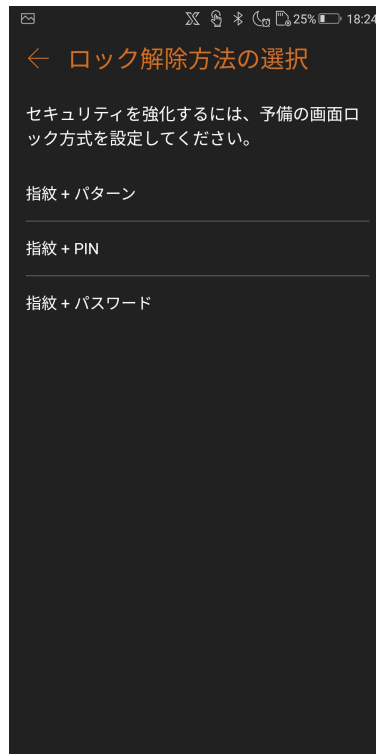 25% 18:24
← ロック解除方法の選択
セキュリティを強化するには、予備の画面ロ
ック方式を設定してください。
指紋 + パターン
指紋 + PIN
指紋 + パスワード